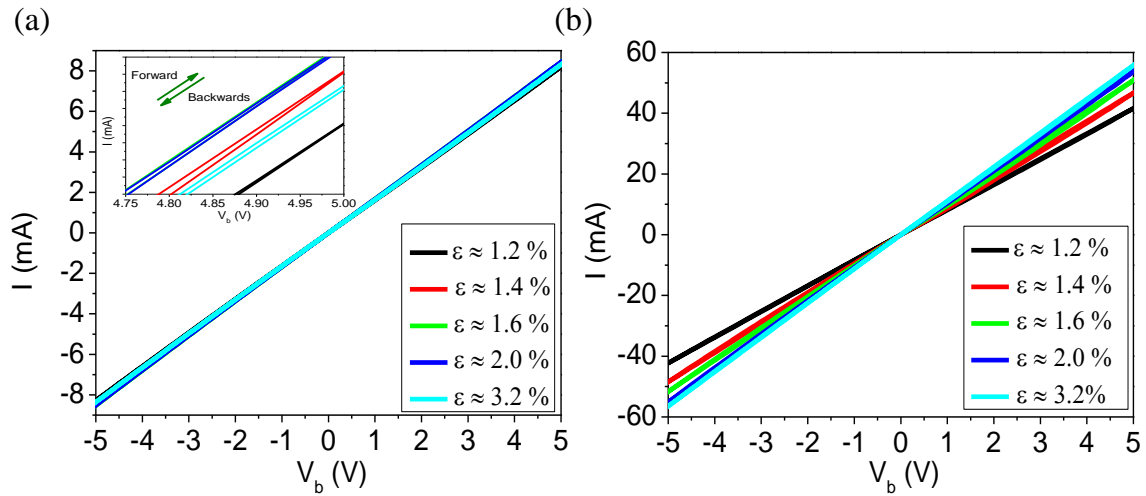 (a)
8
6
4
2
0
-2
-4
-6
-8
I (mA)
-5 -4 -3 -2 -1 0 1 2 3 4 5
V_b (V)
Forward
Backwards
I (mA)
4.75 4.80 4.85 4.90 4.95 5.00
V_b (V)
ε ≈ 1.2 %
ε ≈ 1.4 %
ε ≈ 1.6 %
ε ≈ 2.0 %
ε ≈ 3.2 %
(b)
60
40
20
0
-20
-40
-60
I (mA)
-5 -4 -3 -2 -1 0 1 2 3 4 5
V_b (V)
ε ≈ 1.2 %
ε ≈ 1.4 %
ε ≈ 1.6 %
ε ≈ 2.0 %
ε ≈ 3.2%